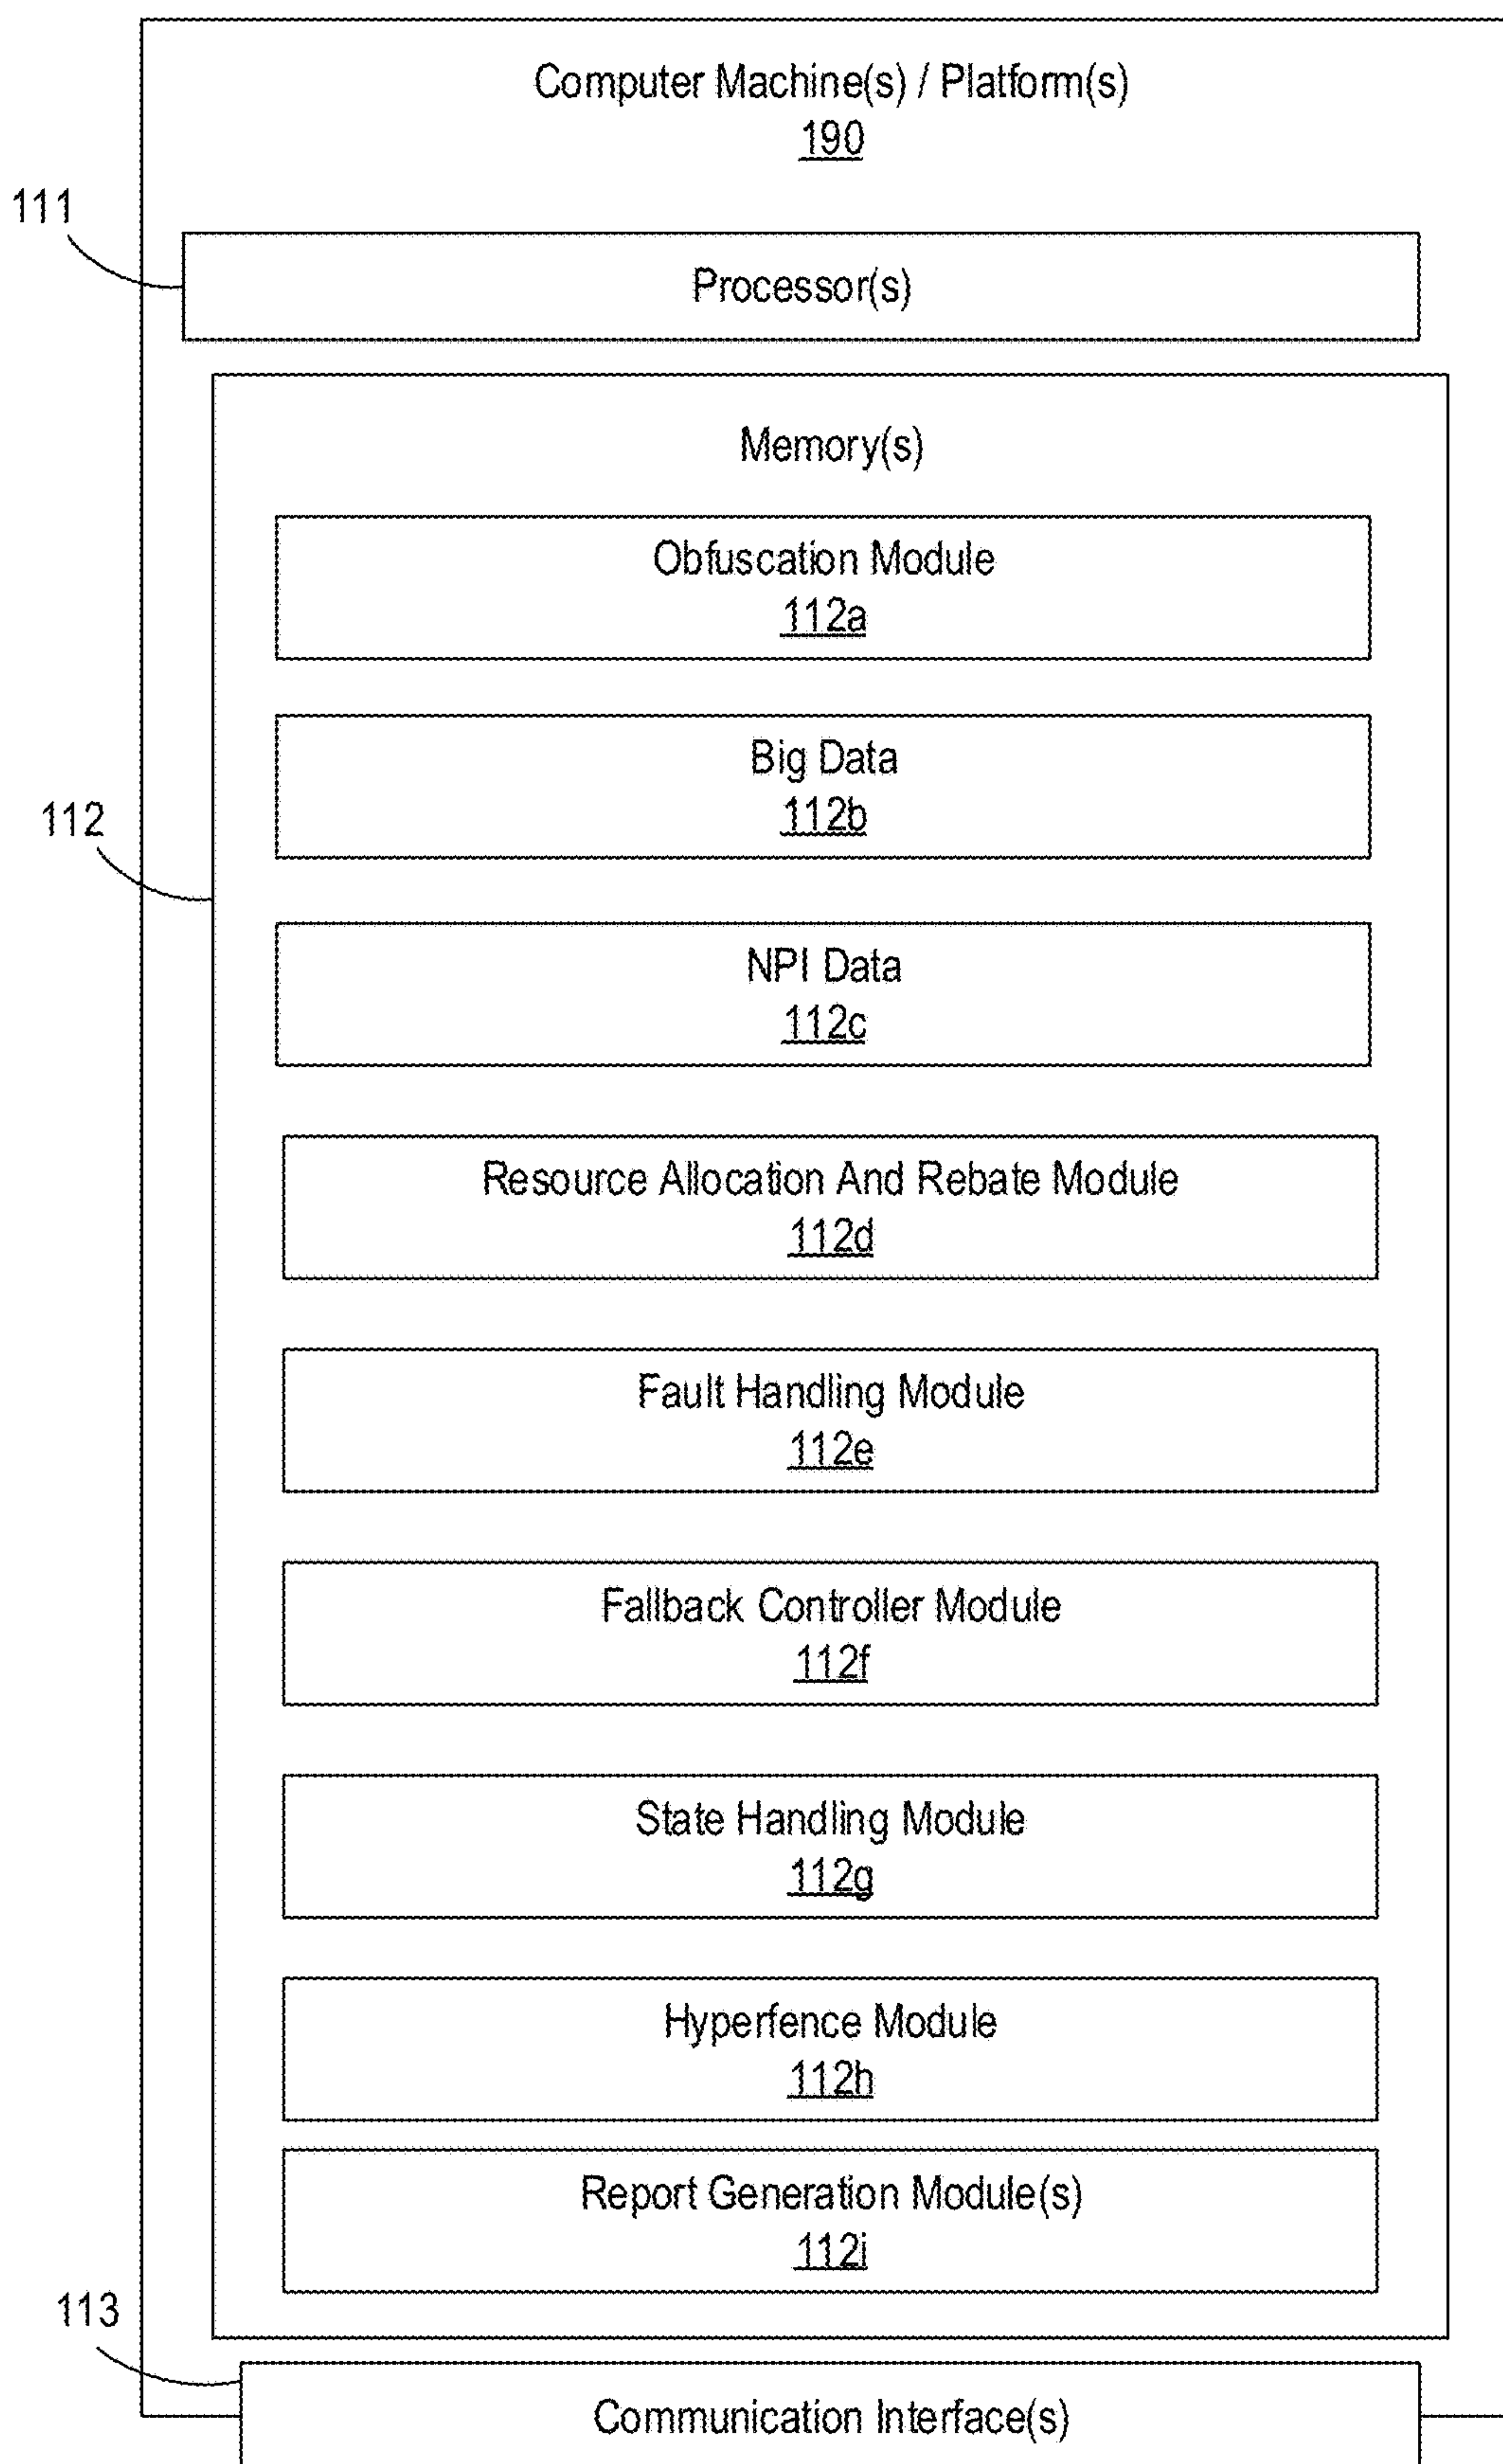 Computer Machine(s) / Platform(s)
190
111
Processor(s)
Memory(s)
Obfuscation Module
112a
Big Data
112b
112
NPI Data
112c
Resource Allocation And Rebate Module
112d
Fault Handling Module
112e
Fallback Controller Module
112f
State Handling Module
112g
Hyperfence Module
112h
Report Generation Module(s)
112i
113
Communication Interface(s)